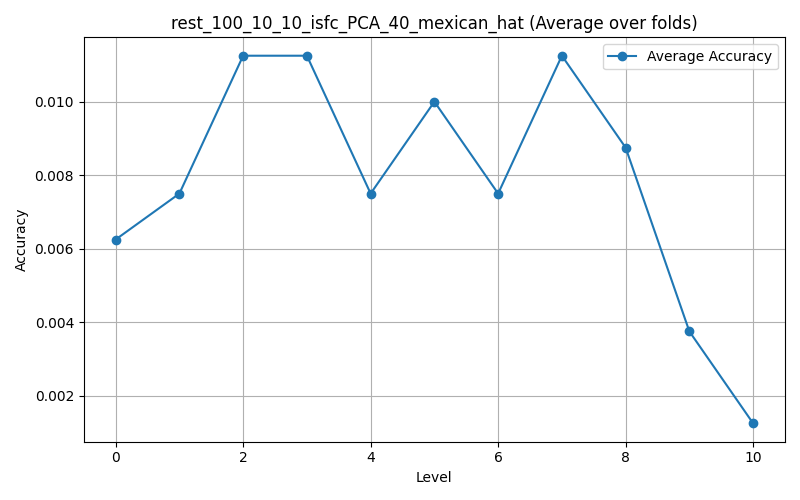 rest_100_10_10_isfc_PCA_40_mexican_hat (Average over folds)
Average Accuracy
Accuracy
0.010
0.008
0.006
0.004
0.002
0 2 4 6 8 10
Level